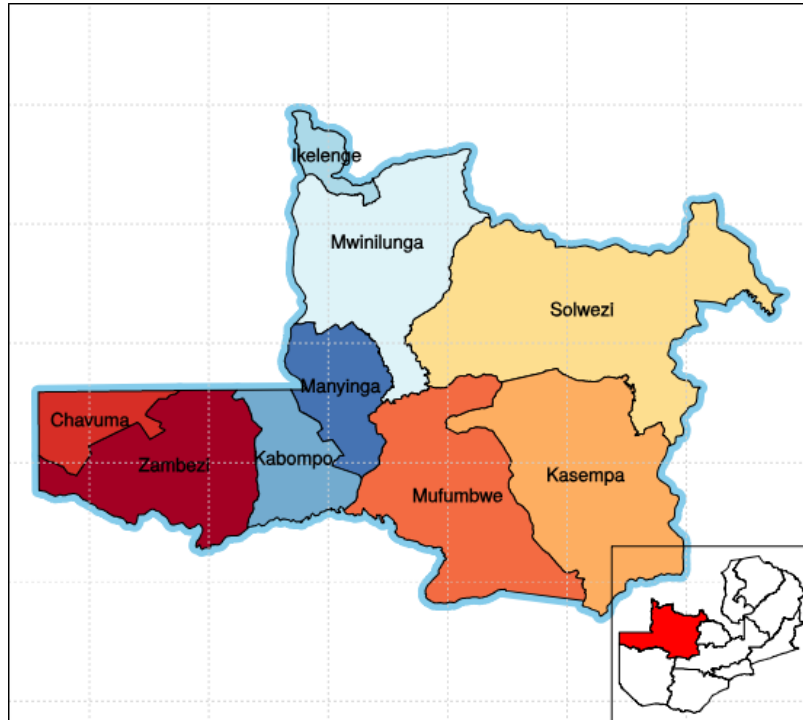 Ikelenge
Mwinilunga
Solwezi
Manyinga
Chavuma
Zambezi
Kabompo
Mufumbwe
Kasempa